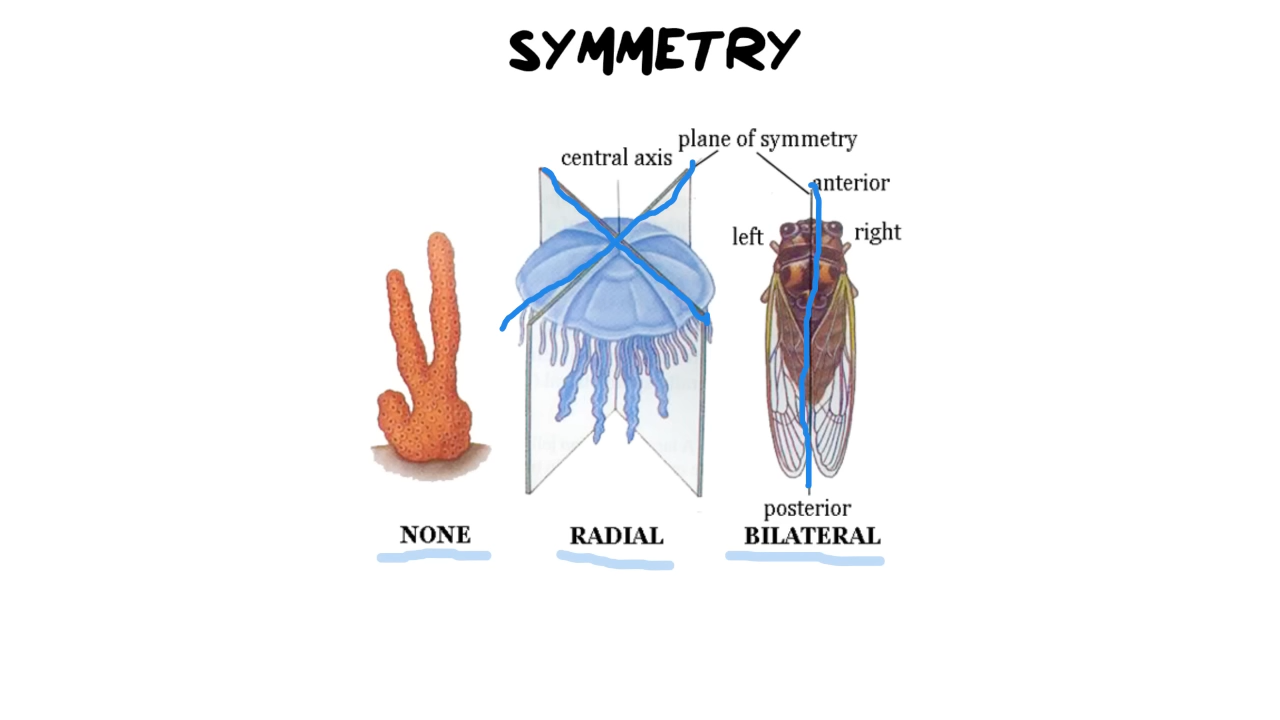 SYMMETRY
plane of symmetry
central axis
anterior
left
right
posterior
NONE
RADIAL
BILATERAL